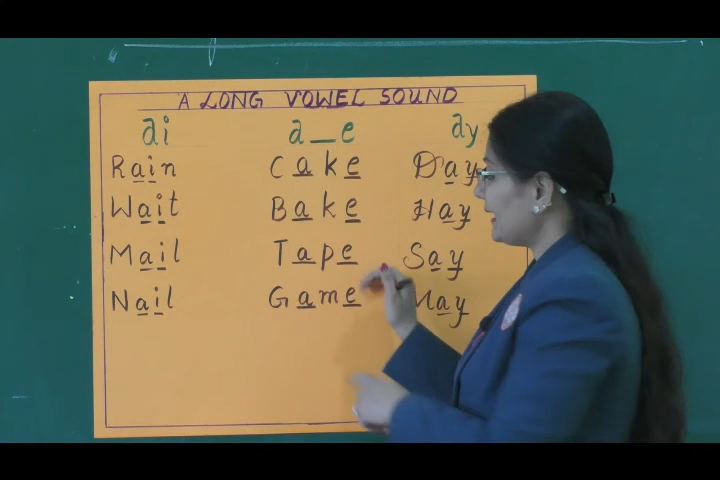 A LONG VOWEL SOUND
ai a_e ay
Rain Cake Day
Wait Bake Hay
Mail Tape Say
Nail Game May